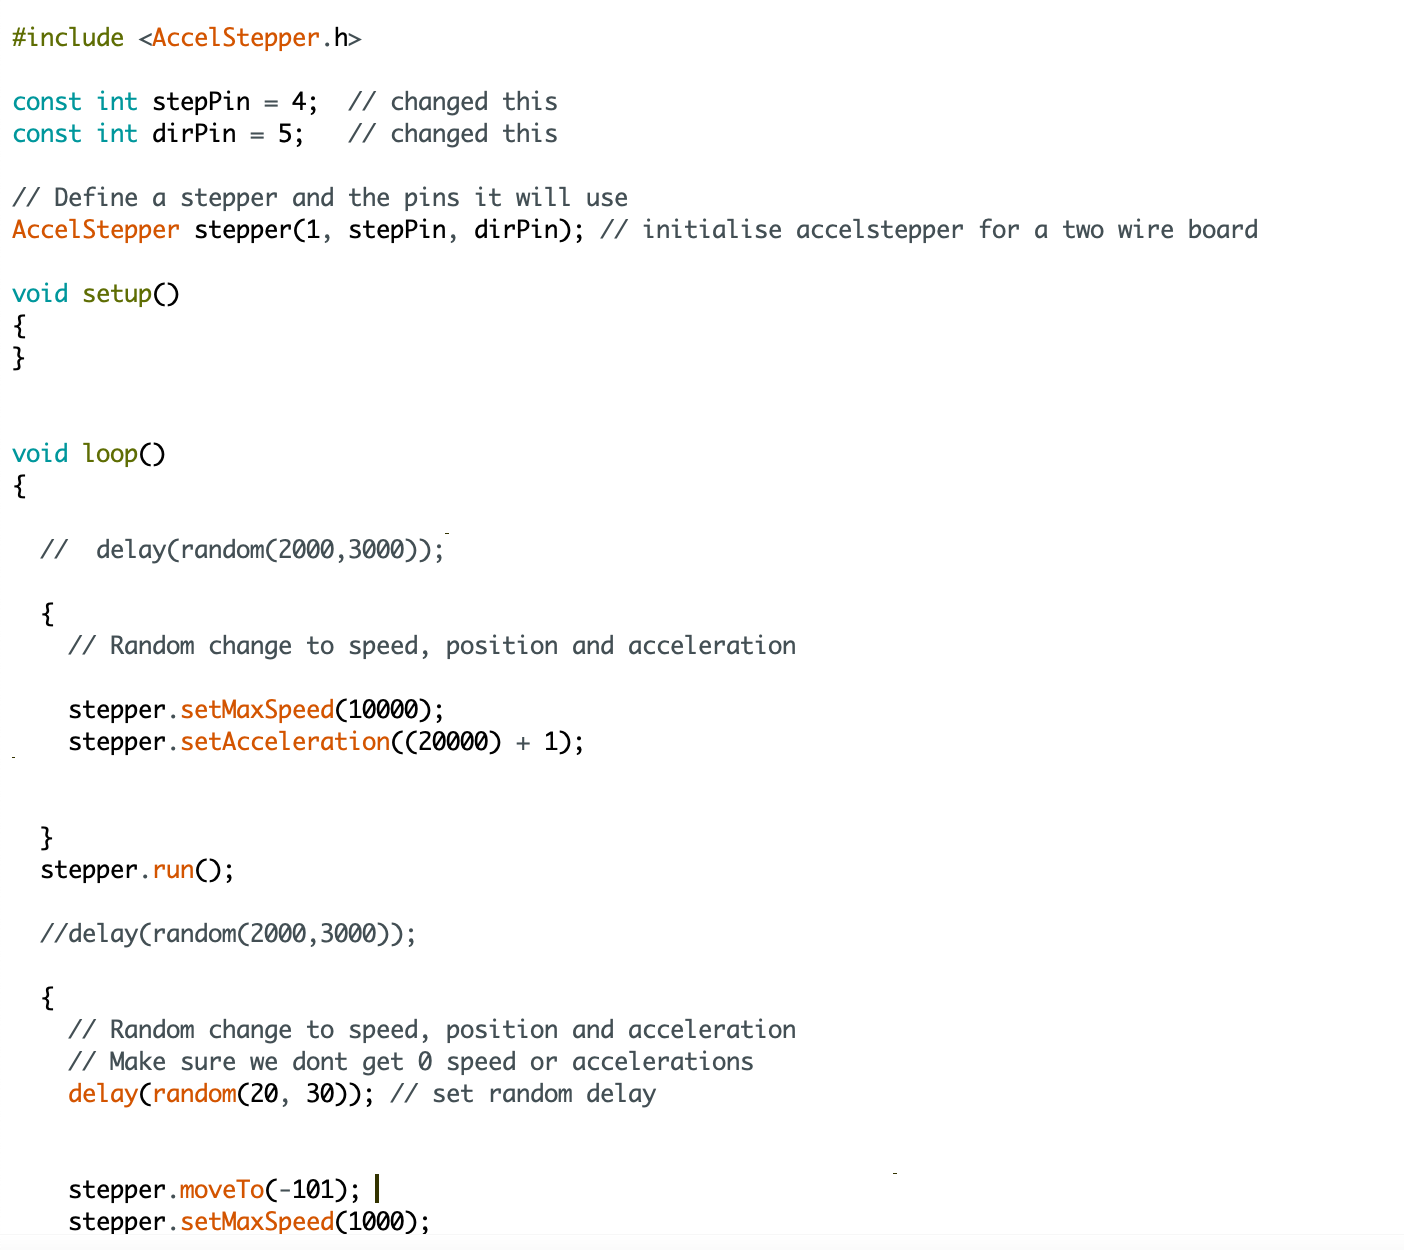 #include <AccelStepper.h>
const int stepPin = 4;  // changed this
const int dirPin = 5;   // changed this
// Define a stepper and the pins it will use
AccelStepper stepper(1, stepPin, dirPin); // initialise accelstepper for a two wire board
void setup()
{
}
void loop()
{
  //  delay(random(2000,3000));
  {
    // Random change to speed, position and acceleration
    stepper.setMaxSpeed(10000);
    stepper.setAcceleration((20000) + 1);
  }
  stepper.run();
  //delay(random(2000,3000));
  {
    // Random change to speed, position and acceleration
    // Make sure we dont get 0 speed or accelerations
    delay(random(20, 30)); // set random delay
    stepper.moveTo(-101);
    stepper.setMaxSpeed(1000);